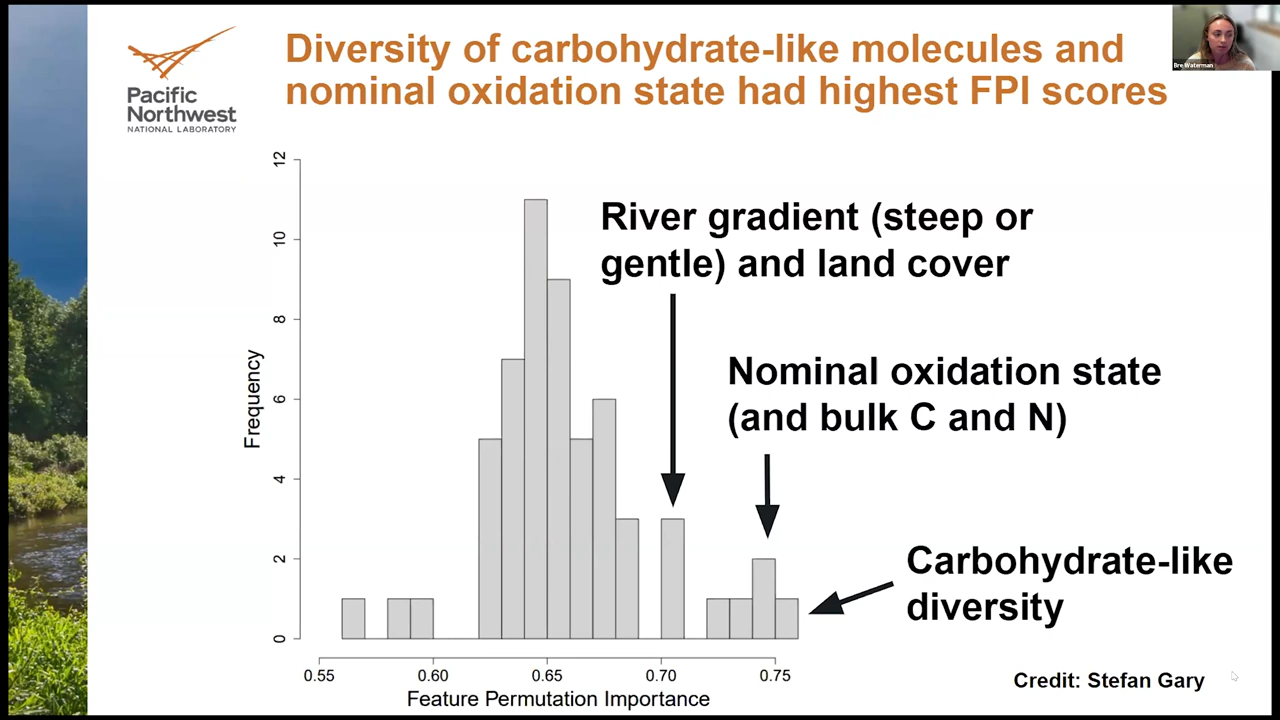 Diversity of carbohydrate-like molecules and
nominal oxidation state had highest FPI scores
Pacific
Northwest
NATIONAL LABORATORY
Bre Waterman
River gradient (steep or
gentle) and land cover
Nominal oxidation state
(and bulk C and N)
Carbohydrate-like
diversity
Frequency
12
10
8
6
4
2
0
0.55 0.60 0.65 0.70 0.75
Feature Permutation Importance
Credit: Stefan Gary